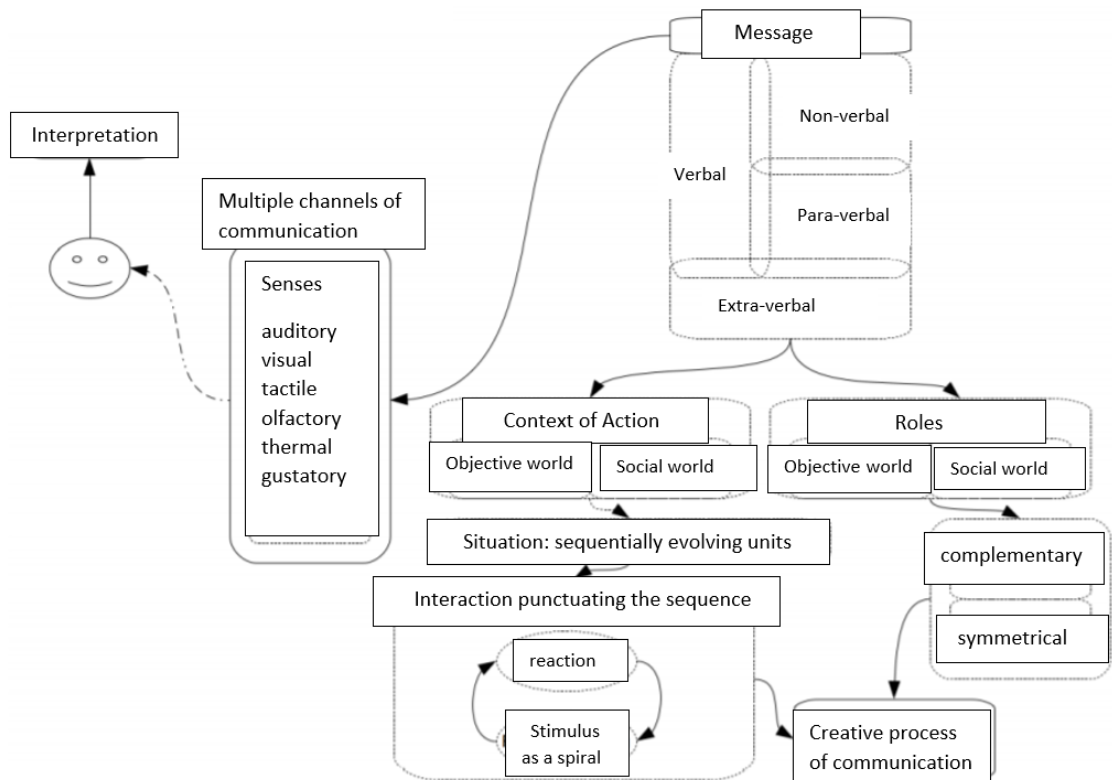 Message
Non-verbal
Verbal
Para-verbal
Extra-verbal
Interpretation
Multiple channels of
communication
Senses
auditory
visual
tactile
olfactory
thermal
gustatory
Context of Action
Objective world
Social world
Roles
Objective world
Social world
Situation: sequentially evolving units
Interaction punctuating the sequence
reaction
Stimulus
as a spiral
complementary
symmetrical
Creative process
of communication